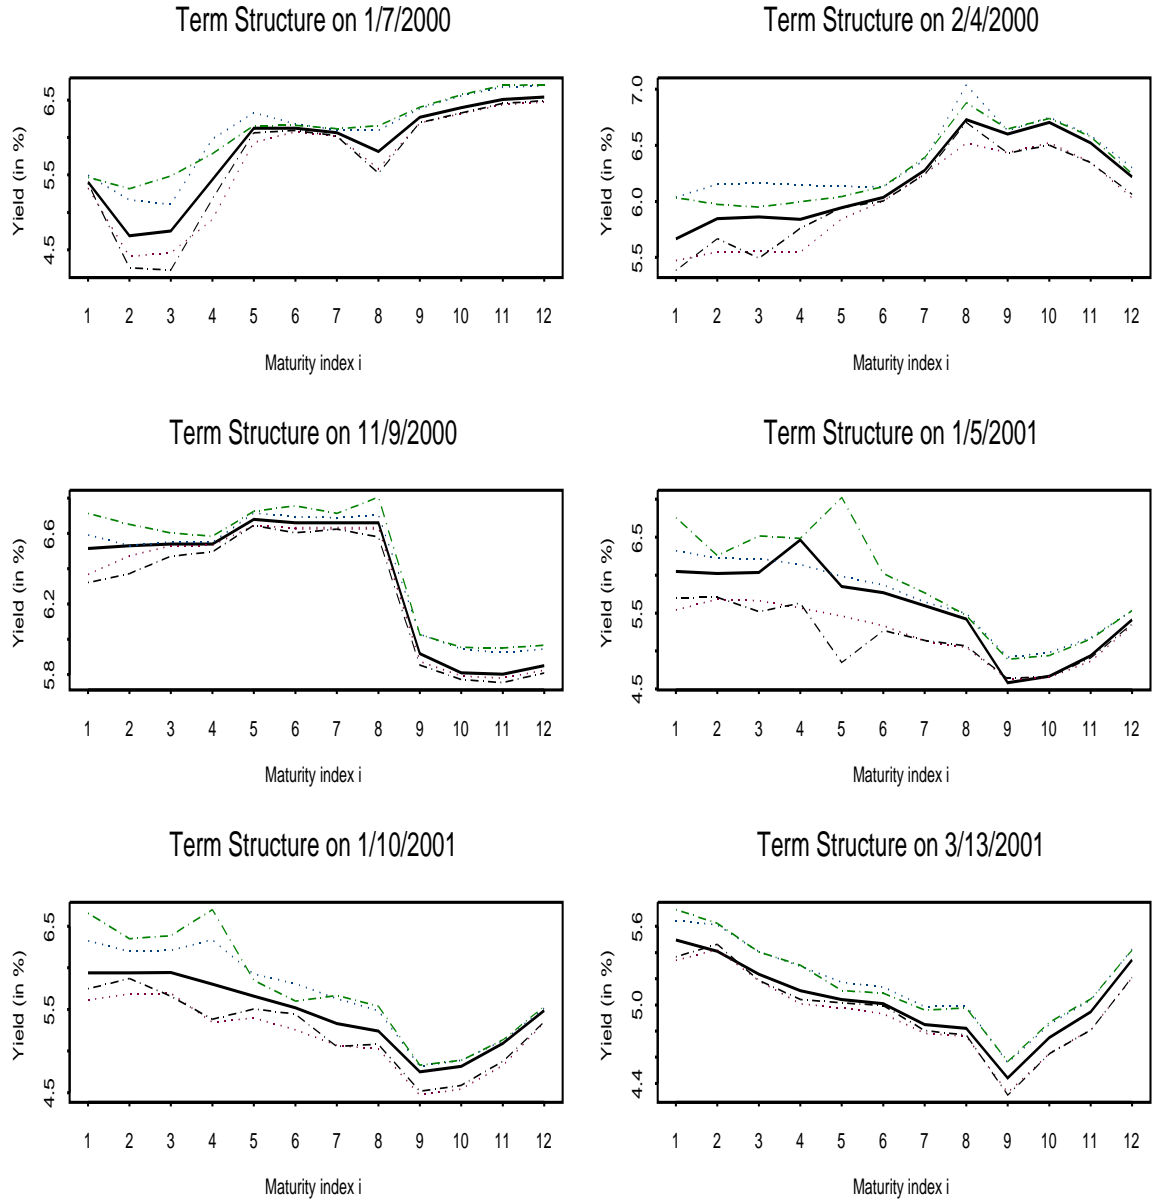 Term Structure on 1/7/2000
Yield (in %)
6.5
5.5
4.5
1 2 3 4 5 6 7 8 9 10 11 12
Maturity index i
Term Structure on 2/4/2000
Yield (in %)
7.0
6.5
6.0
5.5
1 2 3 4 5 6 7 8 9 10 11 12
Maturity index i
Term Structure on 11/9/2000
Yield (in %)
6.6
6.2
5.8
1 2 3 4 5 6 7 8 9 10 11 12
Maturity index i
Term Structure on 1/5/2001
Yield (in %)
6.5
5.5
4.5
1 2 3 4 5 6 7 8 9 10 11 12
Maturity index i
Term Structure on 1/10/2001
Yield (in %)
6.5
5.5
4.5
1 2 3 4 5 6 7 8 9 10 11 12
Maturity index i
Term Structure on 3/13/2001
Yield (in %)
5.6
5.0
4.4
1 2 3 4 5 6 7 8 9 10 11 12
Maturity index i